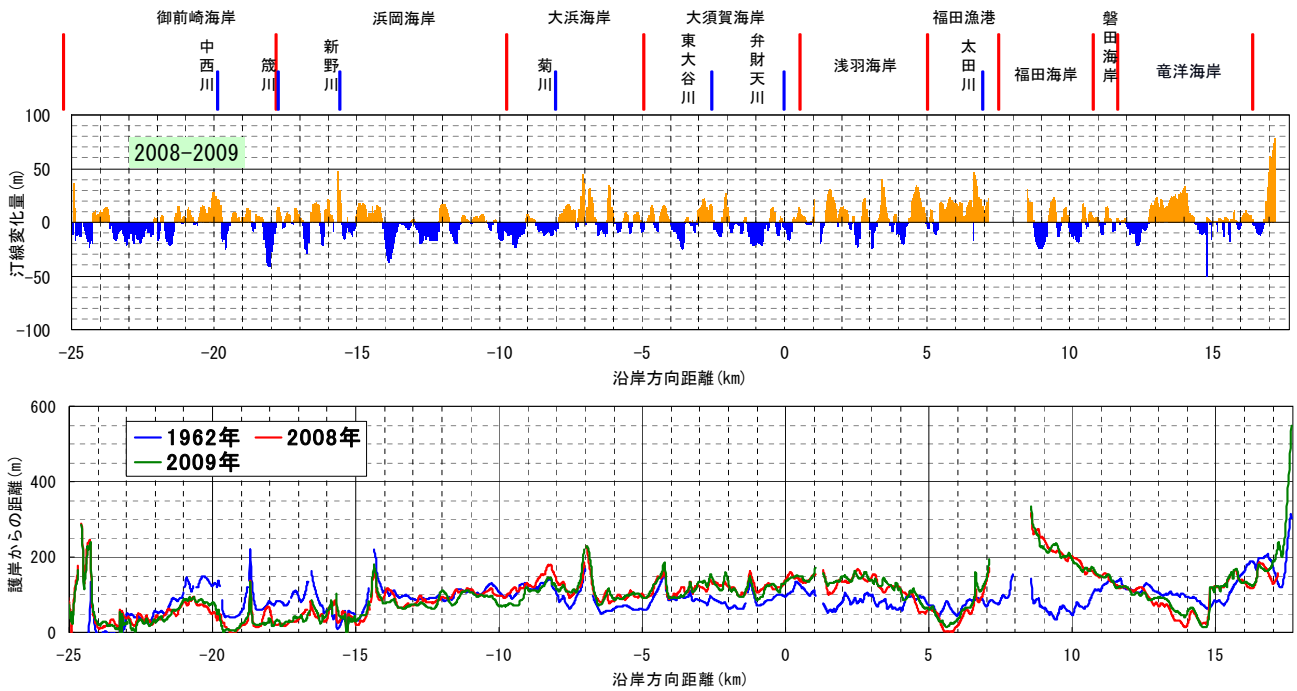 御前崎海岸 浜岡海岸 大浜海岸 大須賀海岸 福田漁港 磐田海岸
中西川 筬川 新野川 菊川 東大谷川 弁財天川 浅羽海岸 太田川 福田海岸 竜洋海岸
100
50
0
-50
-100
汀線変化量(m)
2008-2009
-25 -20 -15 -10 -5 0 5 10 15
沿岸方向距離(km)
600
400
200
0
護岸からの距離(m)
1962年 2008年
2009年
-25 -20 -15 -10 -5 0 5 10 15
沿岸方向距離(km)